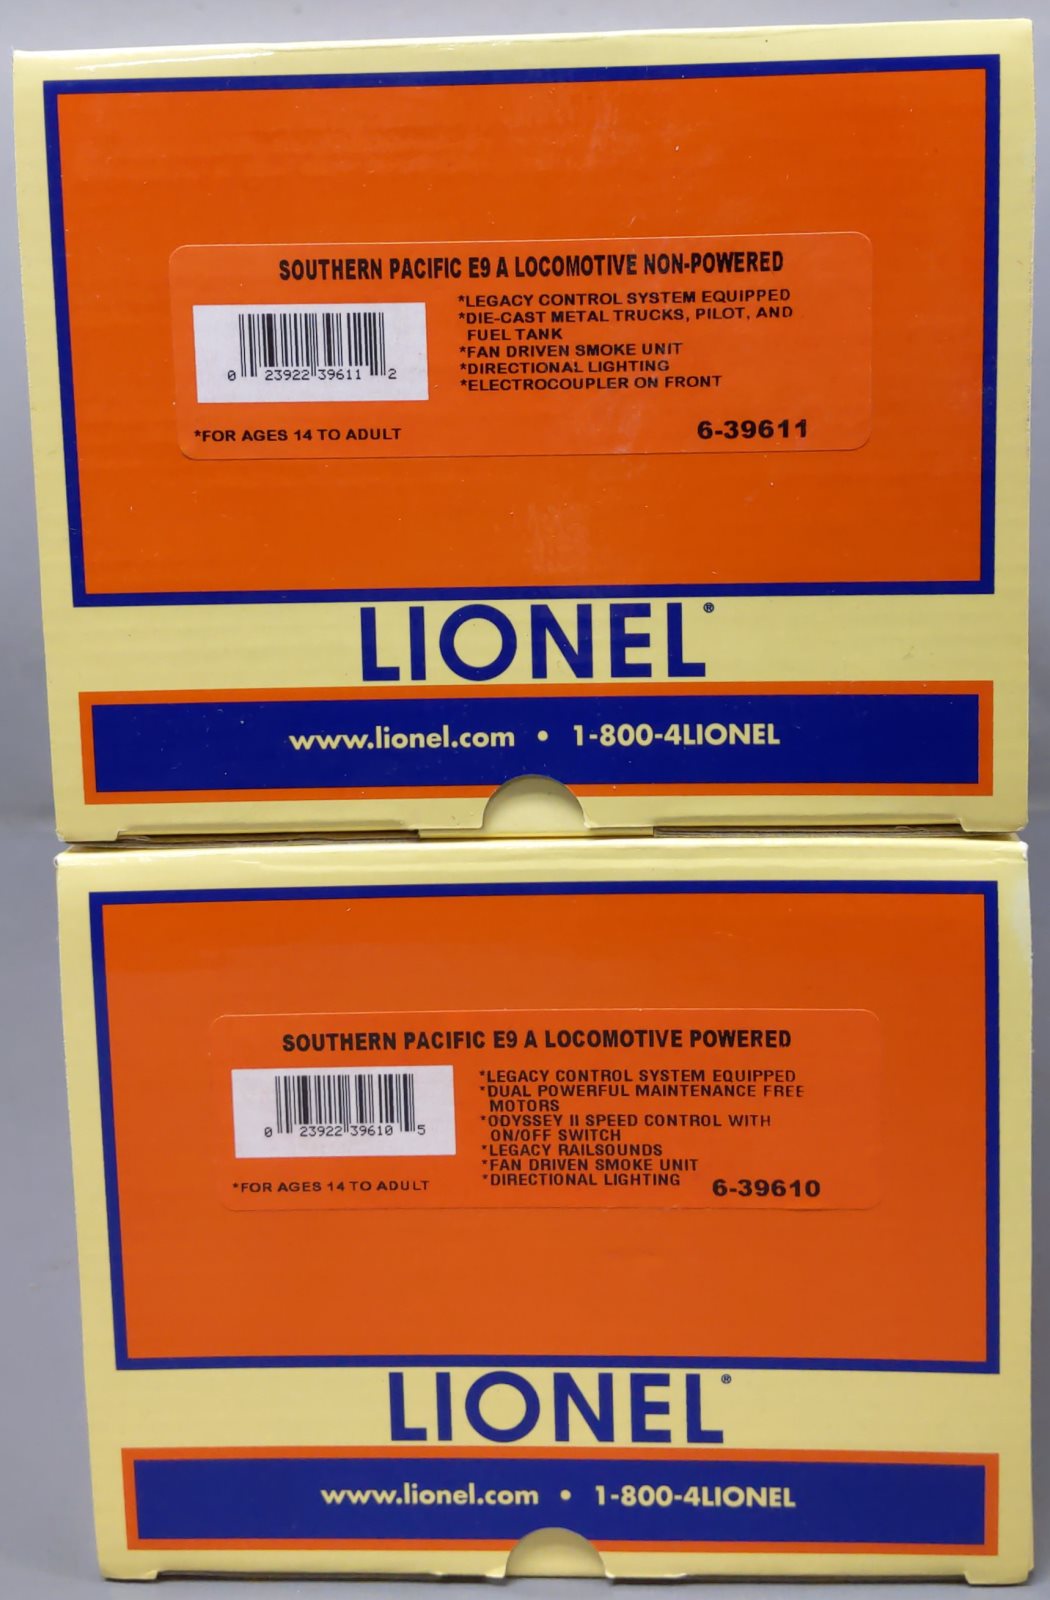 SOUTHERN PACIFIC E9 A LOCOMOTIVE NON-POWERED
*LEGACY CONTROL SYSTEM EQUIPPED
*DIE-CAST METAL TRUCKS, PILOT, AND
FUEL TANK
*FAN DRIVEN SMOKE UNIT
*DIRECTIONAL LIGHTING
*ELECTROCOUPLER ON FRONT
0 23922 39611 2
*FOR AGES 14 TO ADULT
6-39611
LIONEL®
www.lionel.com • 1-800-4LIONEL
SOUTHERN PACIFIC E9 A LOCOMOTIVE POWERED
*LEGACY CONTROL SYSTEM EQUIPPED
*DUAL POWERFUL MAINTENANCE FREE
MOTORS
*ODYSSEY II SPEED CONTROL WITH
ON/OFF SWITCH
*LEGACY RAILSOUNDS
*FAN DRIVEN SMOKE UNIT
*DIRECTIONAL LIGHTING
0 23922 39610 5
*FOR AGES 14 TO ADULT
6-39610
LIONEL®
www.lionel.com • 1-800-4LIONEL